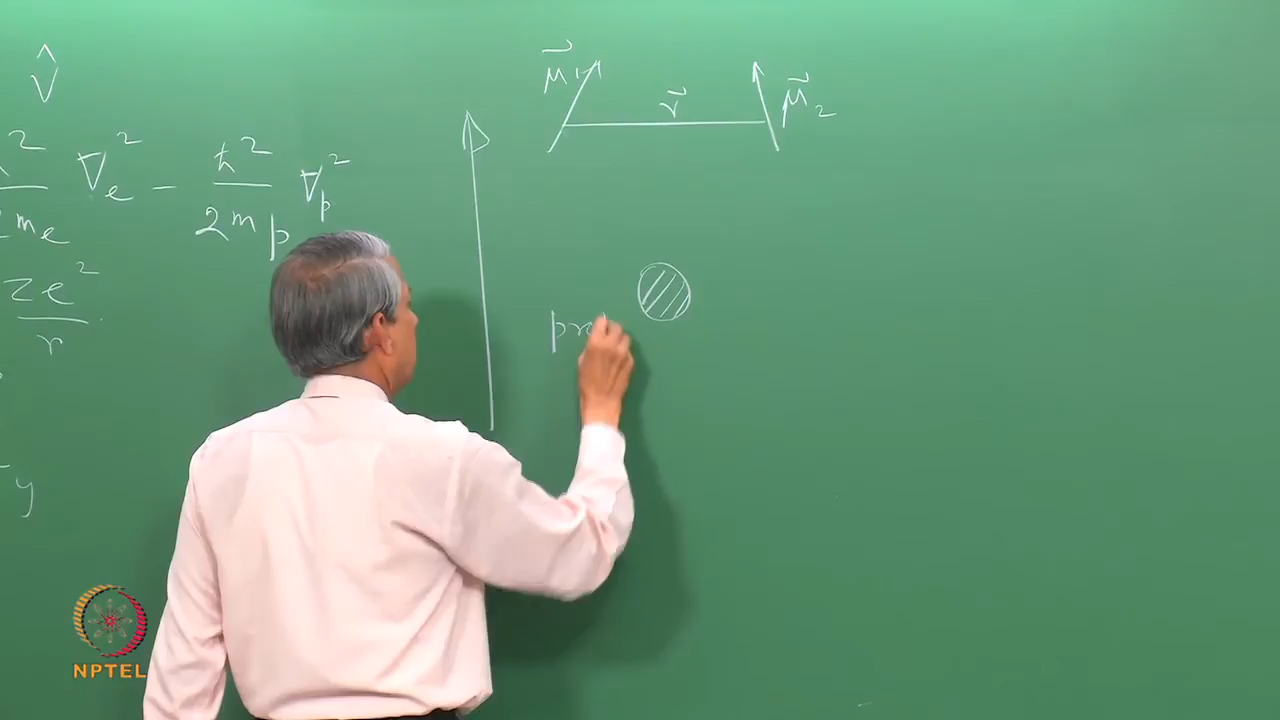 V̂
ħ² / 2mₑ ∇ₑ² − ħ² / 2mₚ ∇ₚ²
Ze² / r
y
μ⃗₁ r⃗ μ⃗₂
pro
NPTEL